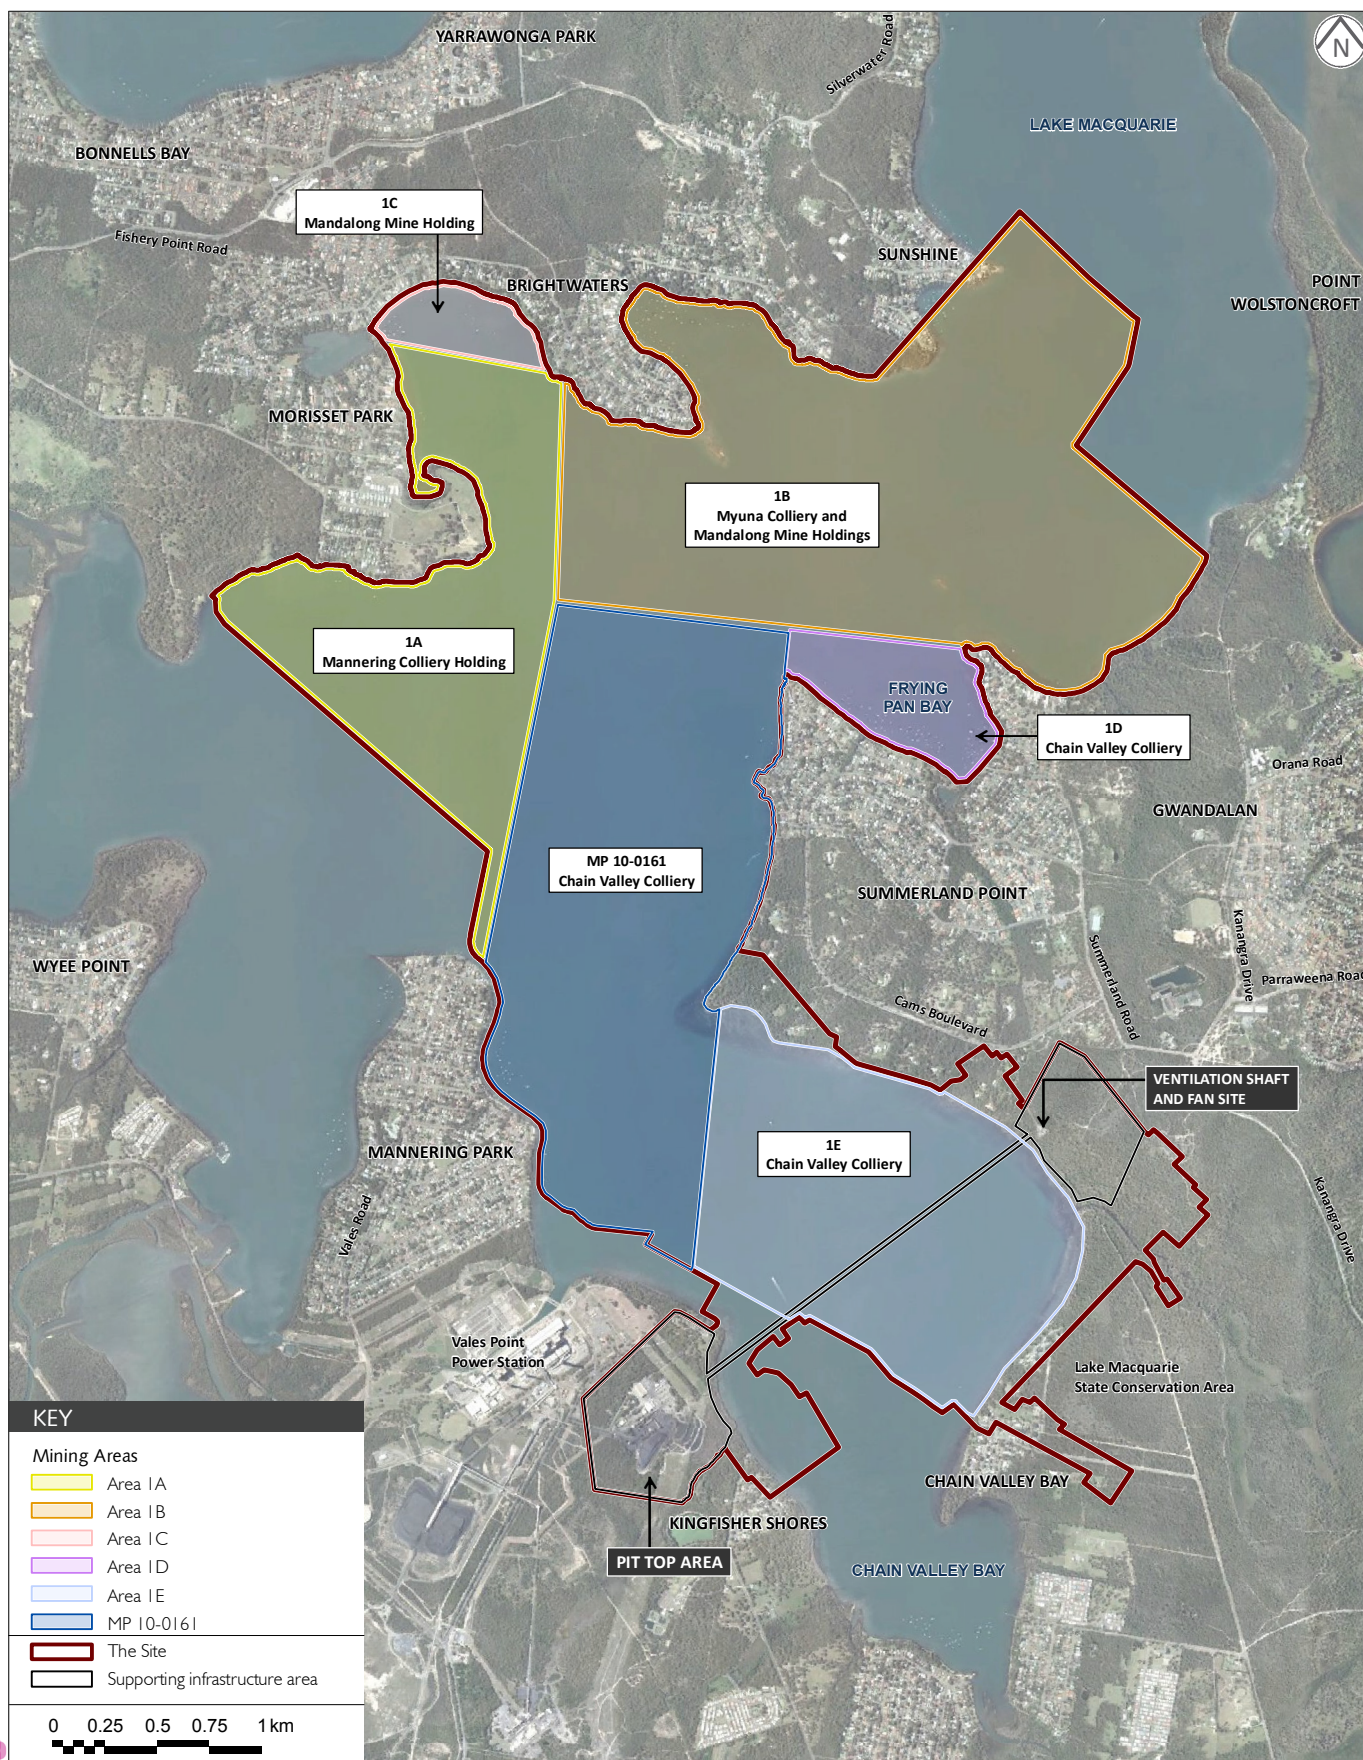 YARRAWONGA PARK
Silverwater Road
N
LAKE MACQUARIE
BONNELLS BAY
1C
Mandalong Mine Holding
Fishery Point Road
SUNSHINE
BRIGHTWATERS
POINT
WOLSTONCROFT
MORISSET PARK
1B
Myuna Colliery and
Mandalong Mine Holdings
1A
Mannering Colliery Holding
FRYING
PAN BAY
1D
Chain Valley Colliery
Orana Road
GWANDALAN
MP 10-0161
Chain Valley Colliery
SUMMERLAND POINT
Kanangra Drive
Summerland Road
WYEE POINT
Parraweena Road
Cams Boulevard
VENTILATION SHAFT
AND FAN SITE
MANNERING PARK
1E
Chain Valley Colliery
Vales Road
Kanangra Drive
Vales Point
Power Station
Lake Macquarie
State Conservation Area
CHAIN VALLEY BAY
KINGFISHER SHORES
PIT TOP AREA
CHAIN VALLEY BAY
KEY
Mining Areas
Area 1A
Area 1B
Area 1C
Area 1D
Area 1E
MP 10-0161
The Site
Supporting infrastructure area
0 0.25 0.5 0.75 1 km